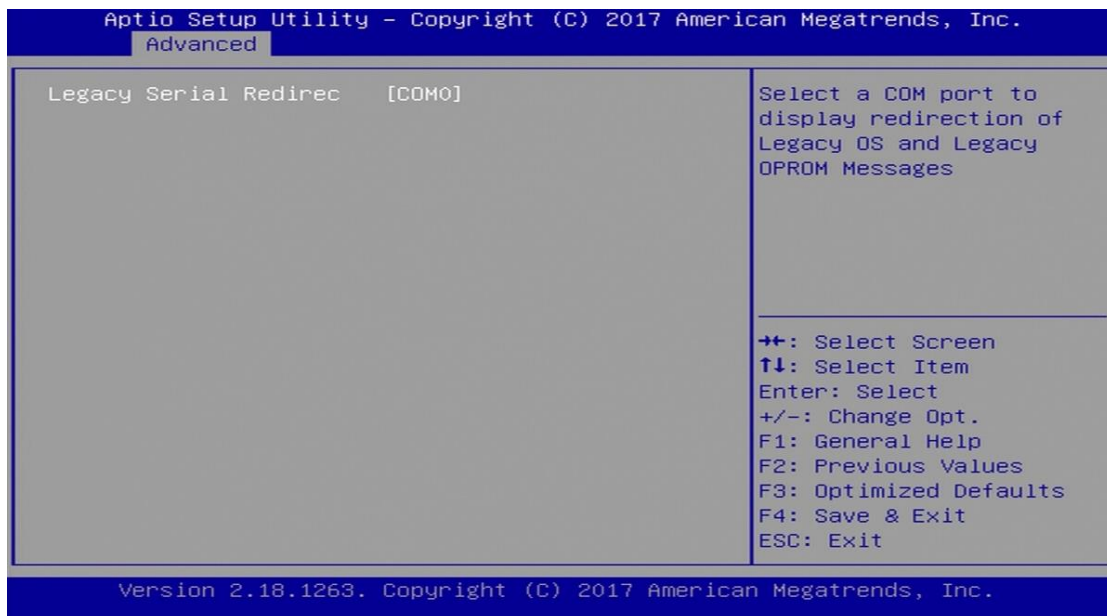 Aptio Setup Utility – Copyright (C) 2017 American Megatrends, Inc.
Advanced
Legacy Serial Redirec [COM0]
Select a COM port to
display redirection of
Legacy OS and Legacy
OPROM Messages
→←: Select Screen
↑↓: Select Item
Enter: Select
+/-: Change Opt.
F1: General Help
F2: Previous Values
F3: Optimized Defaults
F4: Save & Exit
ESC: Exit
Version 2.18.1263. Copyright (C) 2017 American Megatrends, Inc.